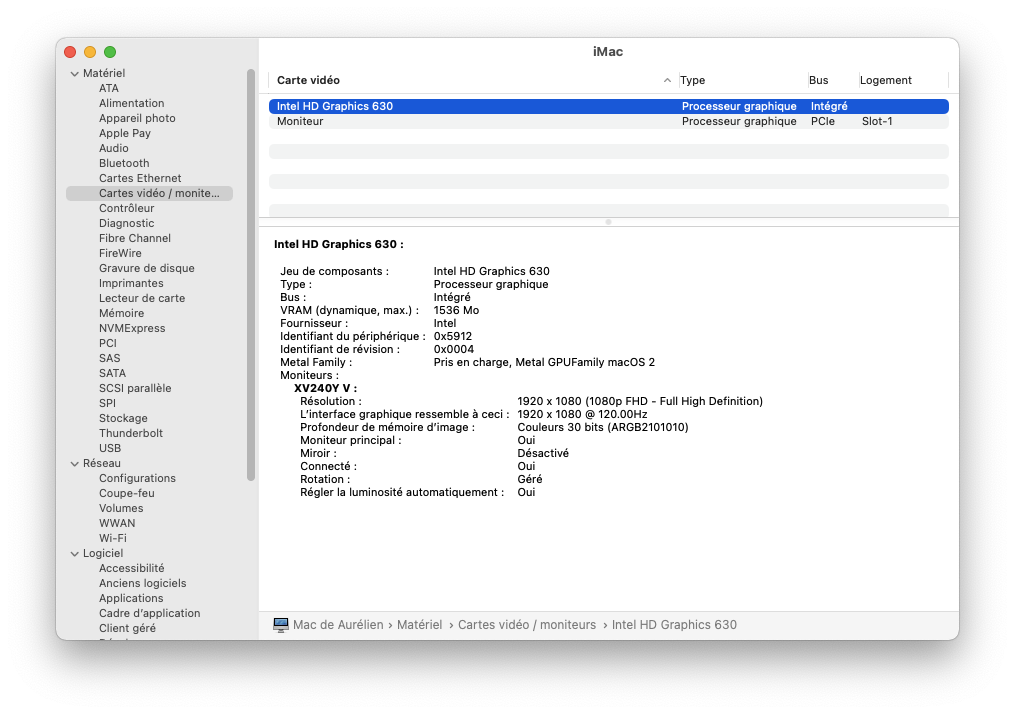 iMac
Matériel
ATA
Alimentation
Appareil photo
Apple Pay
Audio
Bluetooth
Cartes Ethernet
Cartes vidéo / monite...
Contrôleur
Diagnostic
Fibre Channel
FireWire
Gravure de disque
Imprimantes
Lecteur de carte
Mémoire
NVMExpress
PCI
SAS
SATA
SCSI parallèle
SPI
Stockage
Thunderbolt
USB
Réseau
Configurations
Coupe-feu
Volumes
WWAN
Wi-Fi
Logiciel
Accessibilité
Anciens logiciels
Applications
Cadre d’application
Client géré
Carte vidéo Type Bus Logement
Intel HD Graphics 630 Processeur graphique Intégré
Moniteur Processeur graphique PCIe Slot-1
Intel HD Graphics 630 :
Jeu de composants : Intel HD Graphics 630
Type : Processeur graphique
Bus : Intégré
VRAM (dynamique, max.) : 1536 Mo
Fournisseur : Intel
Identifiant du périphérique : 0x5912
Identifiant de révision : 0x0004
Metal Family : Pris en charge, Metal GPUFamily macOS 2
Moniteurs :
XV240Y V :
Résolution : 1920 x 1080 (1080p FHD - Full High Definition)
L’interface graphique ressemble à ceci : 1920 x 1080 @ 120.00Hz
Profondeur de mémoire d’image : Couleurs 30 bits (ARGB2101010)
Moniteur principal : Oui
Miroir : Désactivé
Connecté : Oui
Rotation : Géré
Régler la luminosité automatiquement : Oui
Mac de Aurélien › Matériel › Cartes vidéo / moniteurs › Intel HD Graphics 630